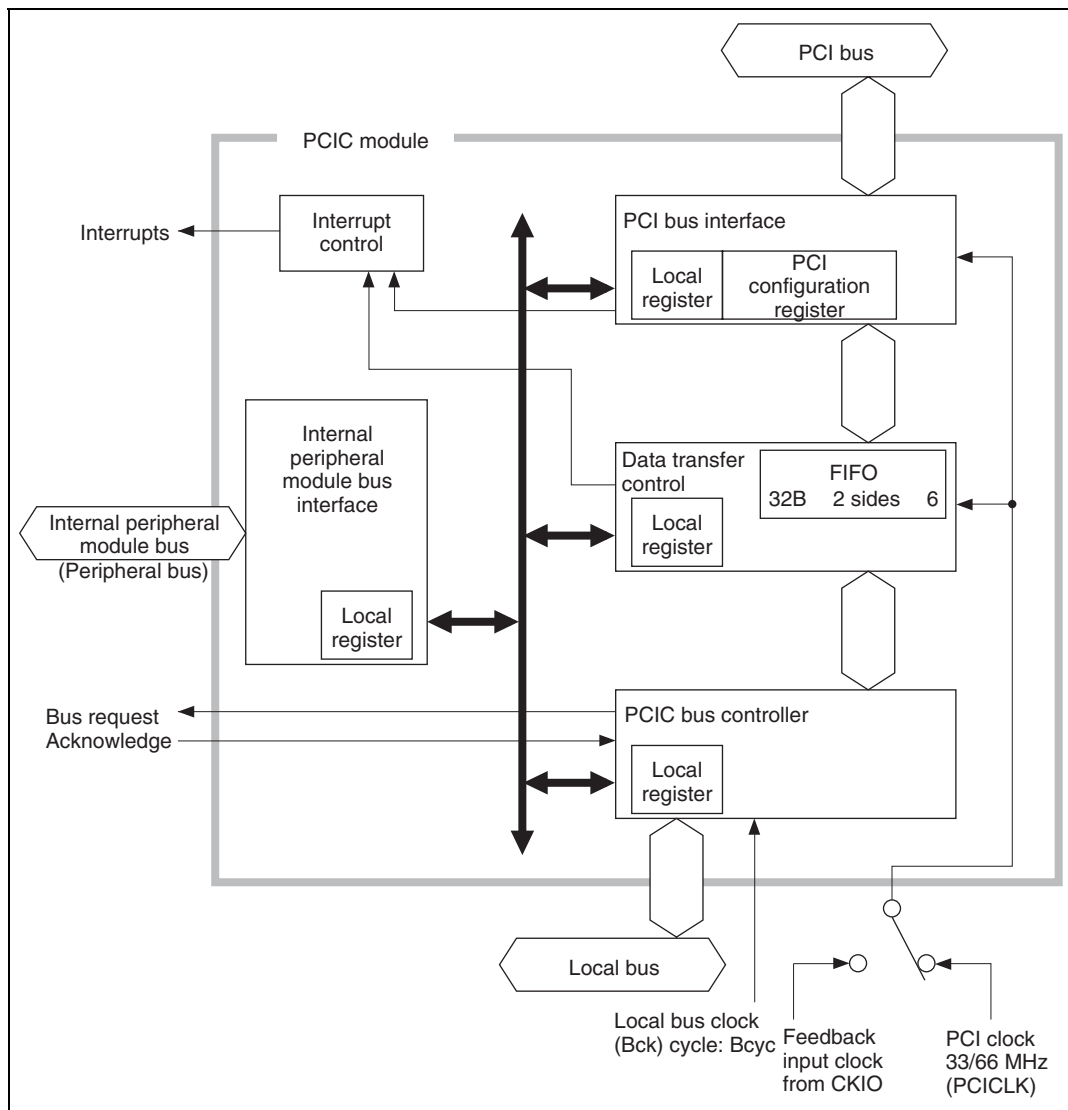 PCI bus
PCIC module
Interrupts
Interrupt
control
PCI bus interface
Local
register
PCI
configuration
register
Internal
peripheral
module bus
interface
Data transfer
control
FIFO
32B 2 sides 6
Local
register
Internal peripheral
module bus
(Peripheral bus)
Local
register
Bus request
Acknowledge
PCIC bus controller
Local
register
Local bus
Local bus clock
(Bck) cycle: Bcyc
Feedback
input clock
from CKIO
PCI clock
33/66 MHz
(PCICLK)